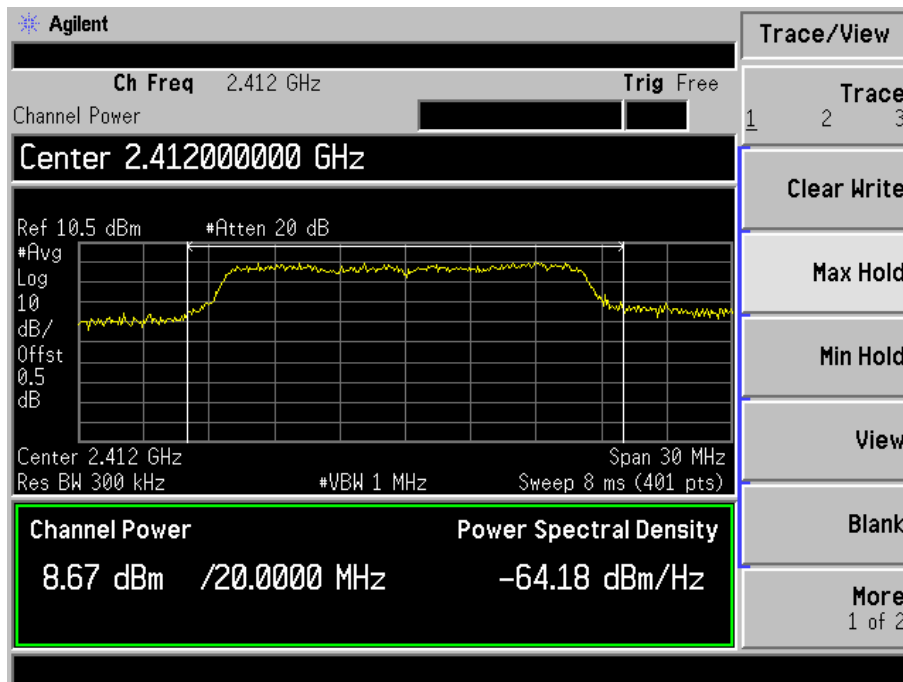 Agilent
Trace/View
Ch Freq 2.412 GHz Trig Free
Channel Power
Trace
1 2 3
Center 2.412000000 GHz
Clear Write
Ref 10.5 dBm #Atten 20 dB
#Avg
Log
10
dB/
Offst
0.5
dB
Max Hold
Min Hold
Center 2.412 GHz Span 30 MHz
Res BW 300 kHz #VBW 1 MHz Sweep 8 ms (401 pts)
View
Channel Power Power Spectral Density
8.67 dBm /20.0000 MHz -64.18 dBm/Hz
Blank
More
1 of 2